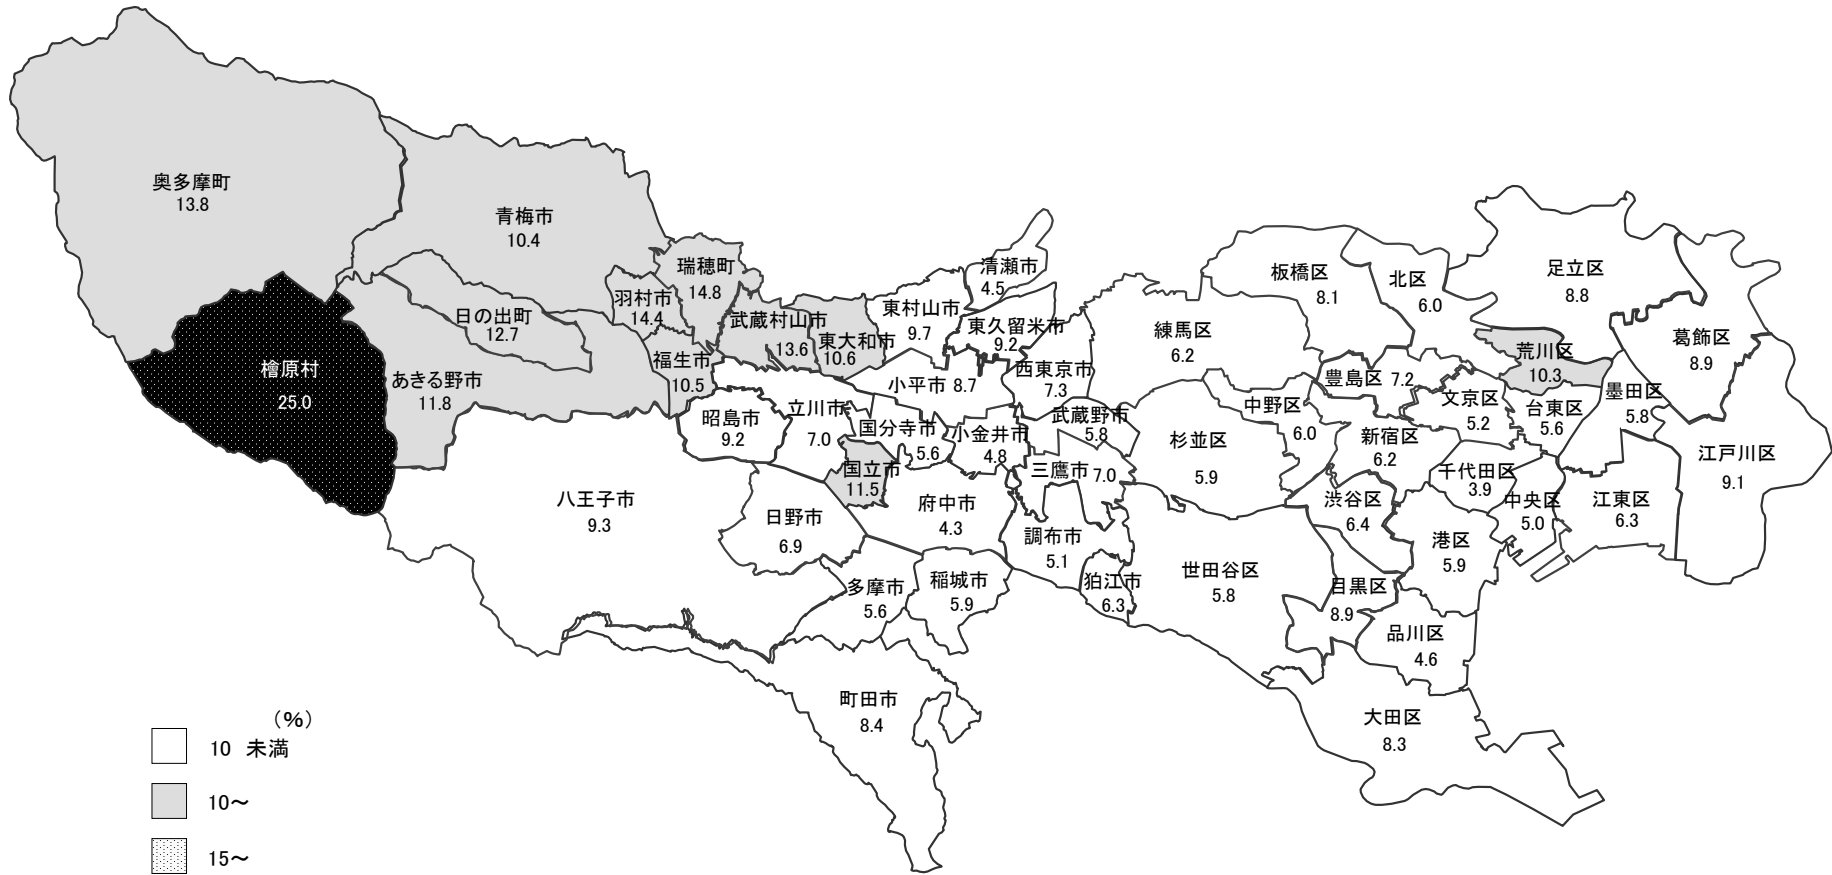 奥多摩町
13.8
青梅市
10.4
瑞穂町
14.8
羽村市
14.4
日の出町
12.7
檜原村
25.0
あきる野市
11.8
福生市
10.5
武蔵村山市
13.6
東大和市
10.6
東村山市
9.7
清瀬市
4.5
東久留米市
9.2
西東京市
7.3
小平市 8.7
昭島市
9.2
立川市
7.0
国分寺市
5.6
小金井市
4.8
武蔵野市
5.8
三鷹市 7.0
国立市
11.5
府中市
4.3
調布市
5.1
狛江市
6.3
八王子市
9.3
日野市
6.9
多摩市
5.6
稲城市
5.9
町田市
8.4
練馬区
6.2
板橋区
8.1
北区
6.0
足立区
8.8
葛飾区
8.9
荒川区
10.3
豊島区 7.2
文京区
5.2
台東区
5.6
墨田区
5.8
江戸川区
9.1
中野区
6.0
杉並区
5.9
新宿区
6.2
千代田区
3.9
中央区
5.0
江東区
6.3
渋谷区
6.4
港区
5.9
世田谷区
5.8
目黒区
8.9
品川区
4.6
大田区
8.3
（%）
10 未満
10～
15～